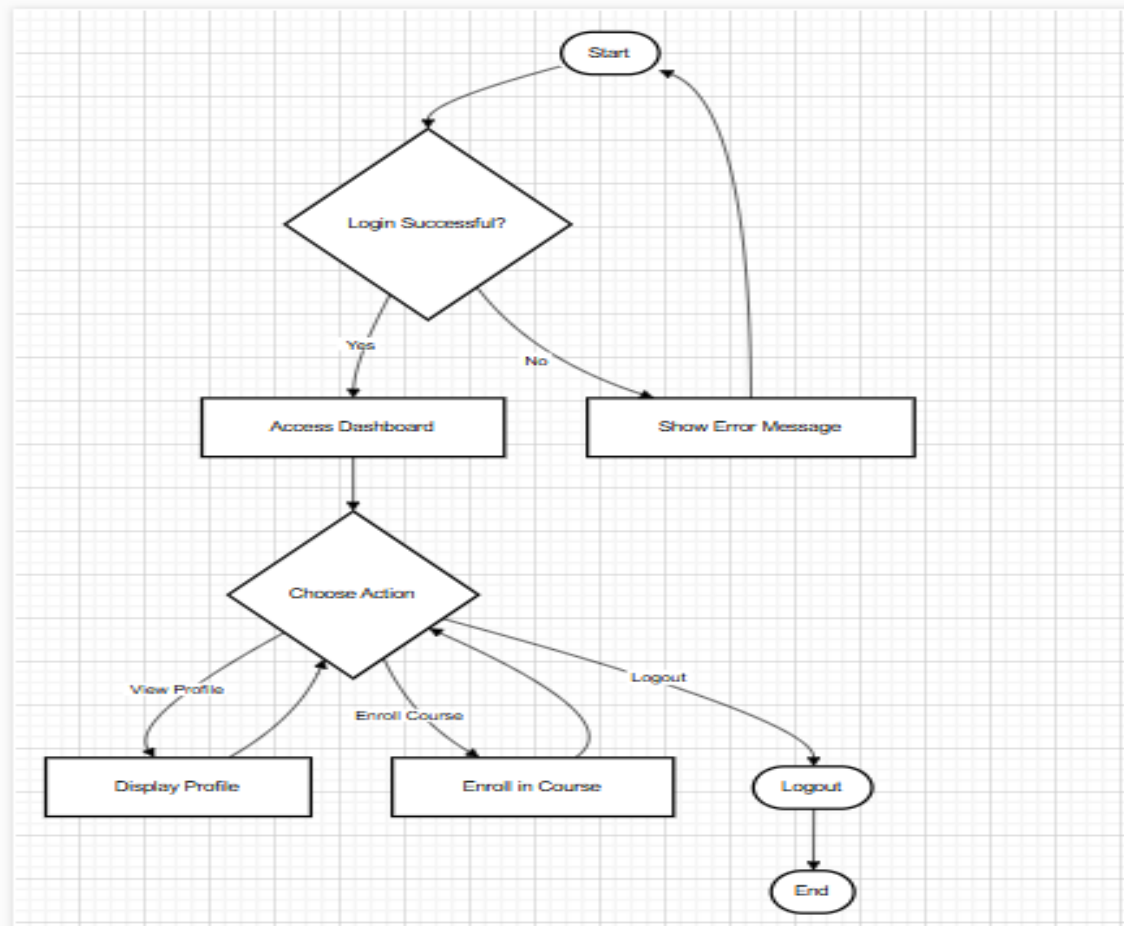 Start
Login Successful?
Yes
No
Access Dashboard
Show Error Message
Choose Action
View Profile
Enroll Course
Logout
Display Profile
Enroll in Course
Logout
End